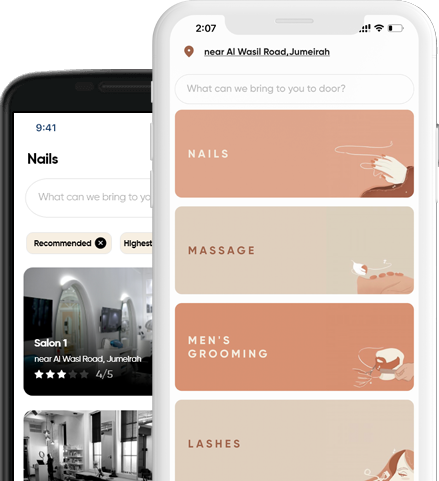 9:41
Nails
What can we bring to yo
Recommended
Highest
Salon 1
near Al Wasl Road, Jumeirah
4/5
2:07
near Al Wasil Road,Jumeirah
What can we bring to you to door?
NAILS
MASSAGE
MEN'S
GROOMING
LASHES